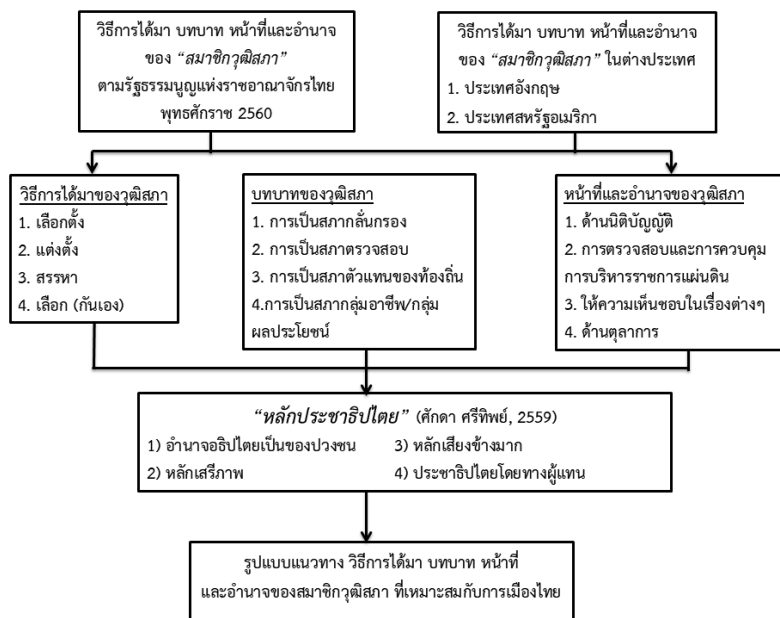 วิธีการได้มา บทบาท หน้าที่และอำนาจ
ของ “สมาชิกวุฒิสภา”
ตามรัฐธรรมนูญแห่งราชอาณาจักรไทย
พุทธศักราช 2560
วิธีการได้มา บทบาท หน้าที่และอำนาจ
ของ “สมาชิกวุฒิสภา” ในต่างประเทศ
1. ประเทศอังกฤษ
2. ประเทศสหรัฐอเมริกา
วิธีการได้มาของวุฒิสภา
1. เลือกตั้ง
2. แต่งตั้ง
3. สรรหา
4. เลือก (กันเอง)
บทบาทของวุฒิสภา
1. การเป็นสภากลั่นกรอง
2. การเป็นสภาตรวจสอบ
3. การเป็นสภาตัวแทนของท้องถิ่น
4.การเป็นสภากลุ่มอาชีพ/กลุ่ม
ผลประโยชน์
หน้าที่และอำนาจของวุฒิสภา
1. ด้านนิติบัญญัติ
2. การตรวจสอบและการควบคุม
การบริหารราชการแผ่นดิน
3. ให้ความเห็นชอบในเรื่องต่างๆ
4. ด้านตุลาการ
“หลักประชาธิปไตย” (ศักดา ศรีทิพย์, 2559)
1) อำนาจอธิปไตยเป็นของปวงชน 3) หลักเสียงข้างมาก
2) หลักเสรีภาพ 4) ประชาธิปไตยโดยทางผู้แทน
รูปแบบแนวทาง วิธีการได้มา บทบาท หน้าที่
และอำนาจของสมาชิกวุฒิสภา ที่เหมาะสมกับการเมืองไทย